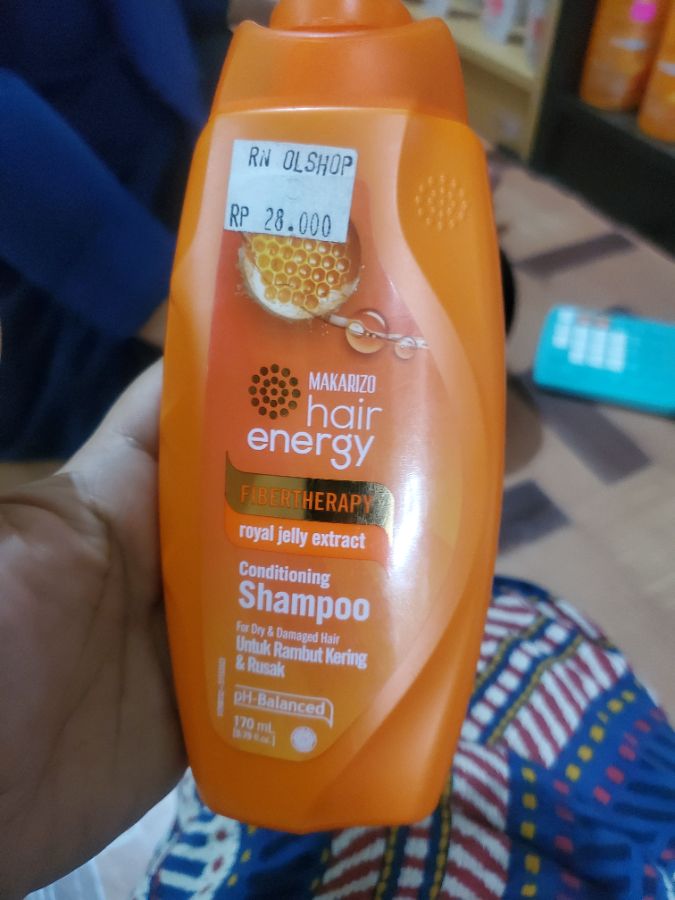 RN OLSHOP
RP 28.000
MAKARIZO
hair
energy
FIBERTHERAPY
royal jelly extract
Conditioning
Shampoo
For Dry & Damaged Hair
Untuk Rambut Kering
& Rusak
pH-Balanced
170 mL